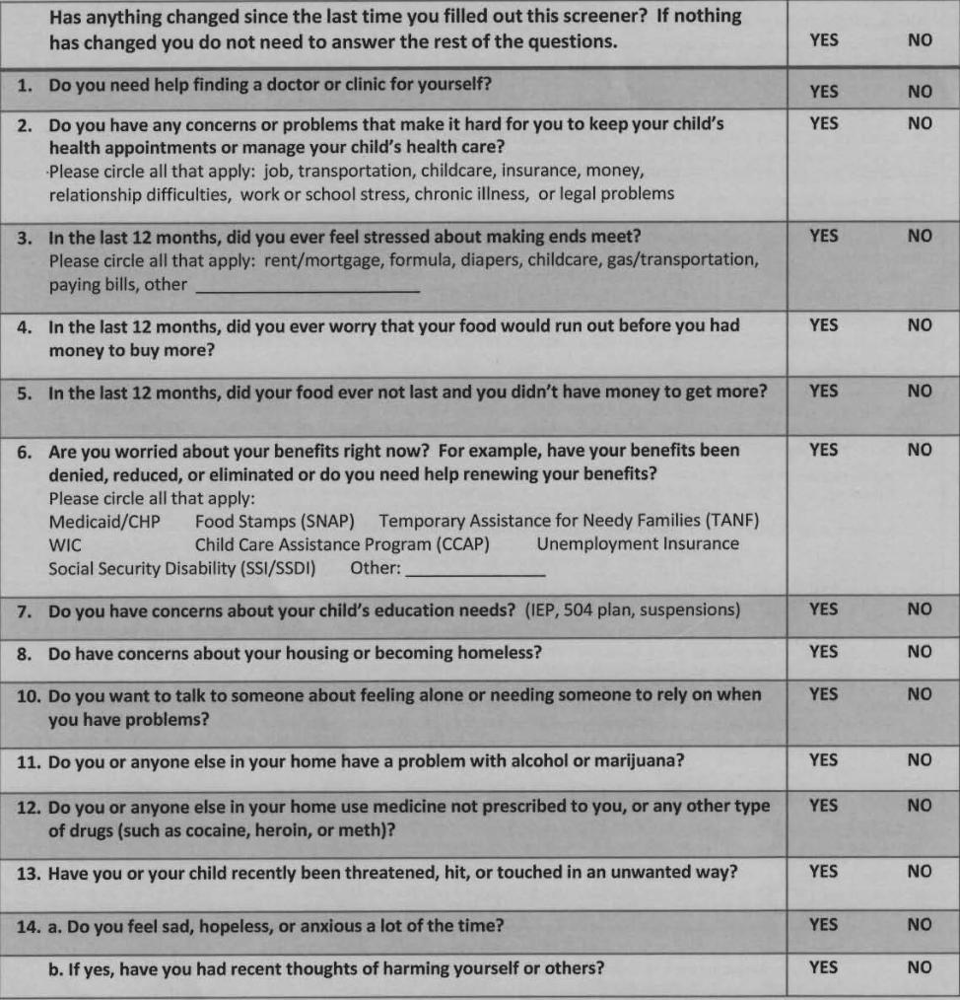 Has anything changed since the last time you filled out this screener? If nothing
has changed you do not need to answer the rest of the questions. YES NO
1. Do you need help finding a doctor or clinic for yourself? YES NO
2. Do you have any concerns or problems that make it hard for you to keep your child's YES NO
health appointments or manage your child's health care?
Please circle all that apply: job, transportation, childcare, insurance, money,
relationship difficulties, work or school stress, chronic illness, or legal problems
3. In the last 12 months, did you ever feel stressed about making ends meet? YES NO
Please circle all that apply: rent/mortgage, formula, diapers, childcare, gas/transportation,
paying bills, other ____________________
4. In the last 12 months, did you ever worry that your food would run out before you had YES NO
money to buy more?
5. In the last 12 months, did your food ever not last and you didn't have money to get more? YES NO
6. Are you worried about your benefits right now? For example, have your benefits been YES NO
denied, reduced, or eliminated or do you need help renewing your benefits?
Please circle all that apply:
Medicaid/CHP Food Stamps (SNAP) Temporary Assistance for Needy Families (TANF)
WIC Child Care Assistance Program (CCAP) Unemployment Insurance
Social Security Disability (SSI/SSDI) Other: ____________
7. Do you have concerns about your child's education needs? (IEP, 504 plan, suspensions) YES NO
8. Do have concerns about your housing or becoming homeless? YES NO
10. Do you want to talk to someone about feeling alone or needing someone to rely on when YES NO
you have problems?
11. Do you or anyone else in your home have a problem with alcohol or marijuana? YES NO
12. Do you or anyone else in your home use medicine not prescribed to you, or any other type YES NO
of drugs (such as cocaine, heroin, or meth)?
13. Have you or your child recently been threatened, hit, or touched in an unwanted way? YES NO
14. a. Do you feel sad, hopeless, or anxious a lot of the time? YES NO
b. If yes, have you had recent thoughts of harming yourself or others? YES NO